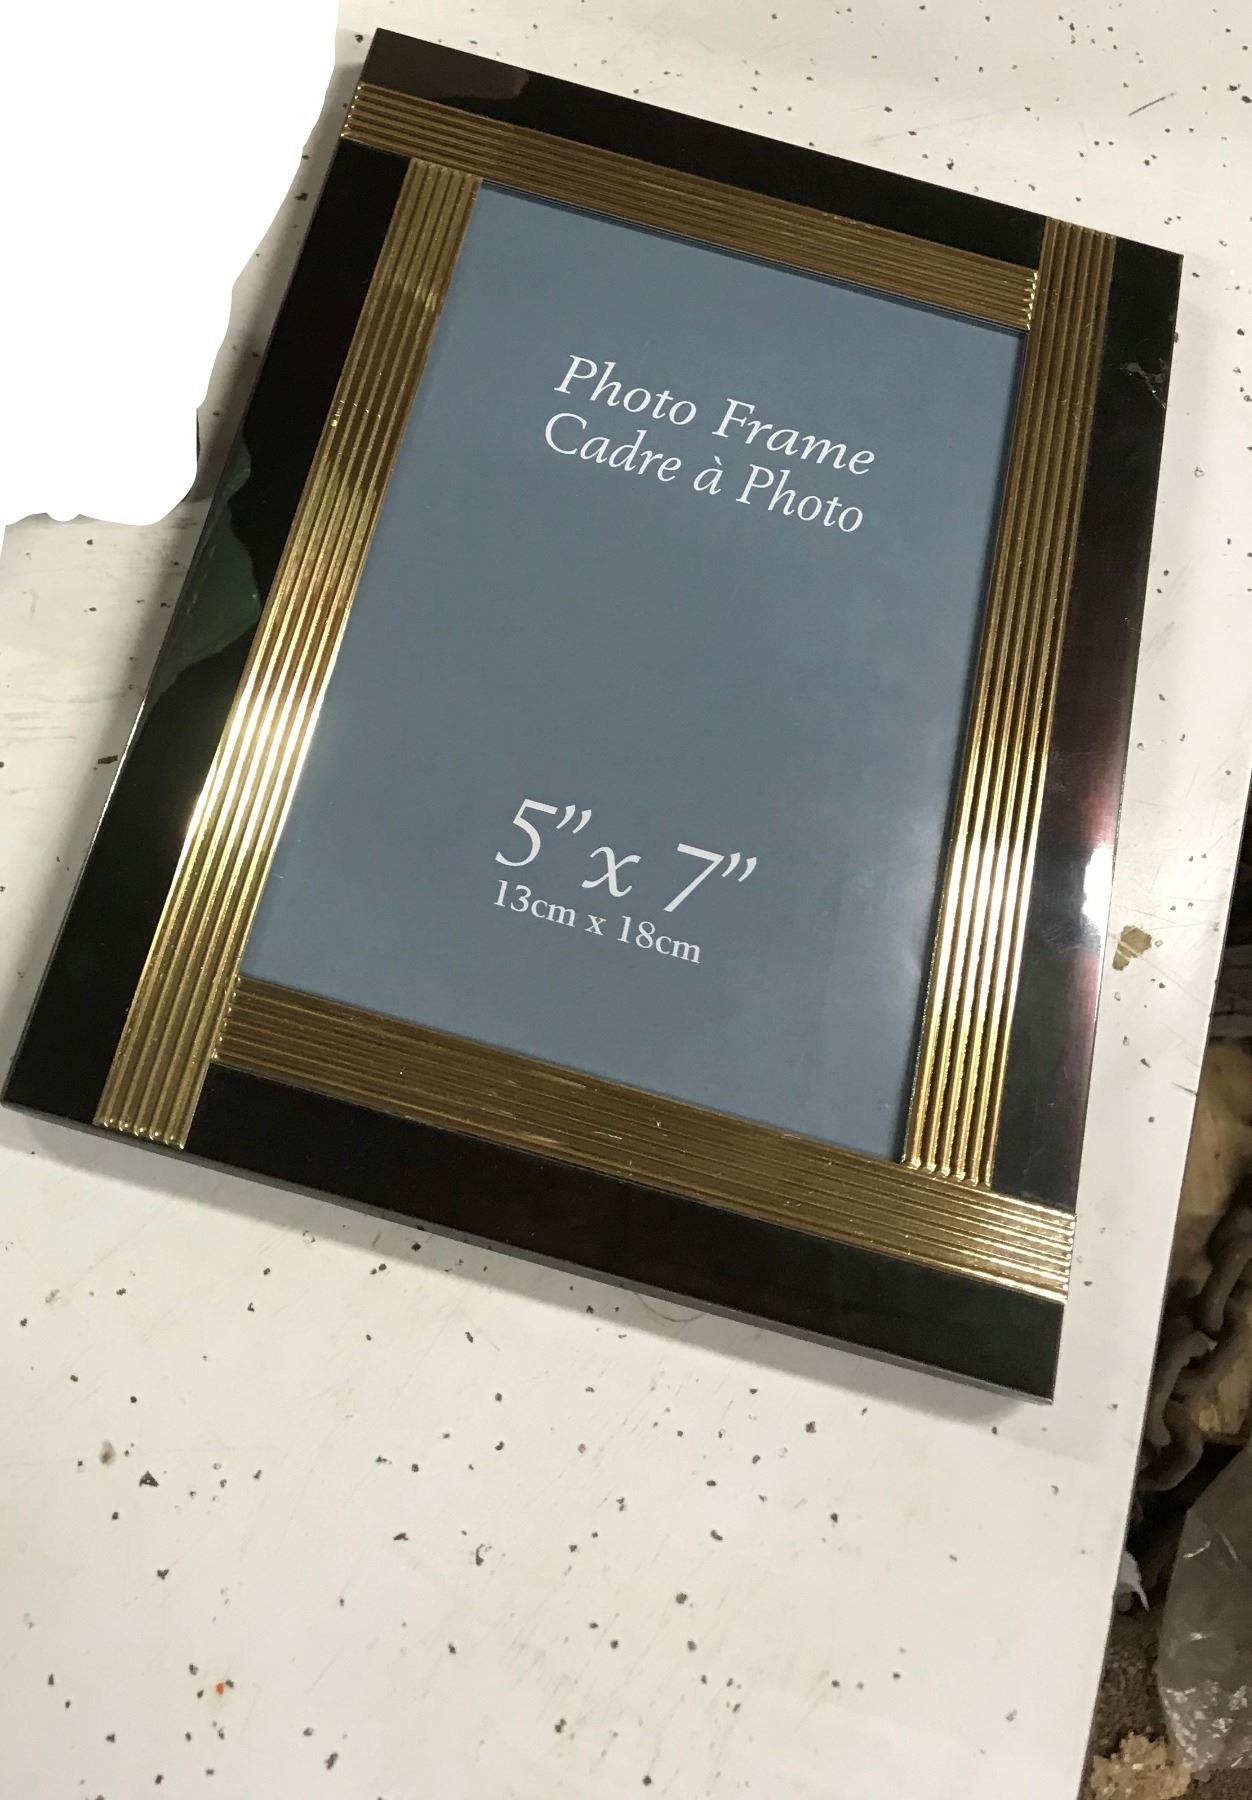 Photo Frame
Cadre à Photo
5” x 7”
13cm x 18cm